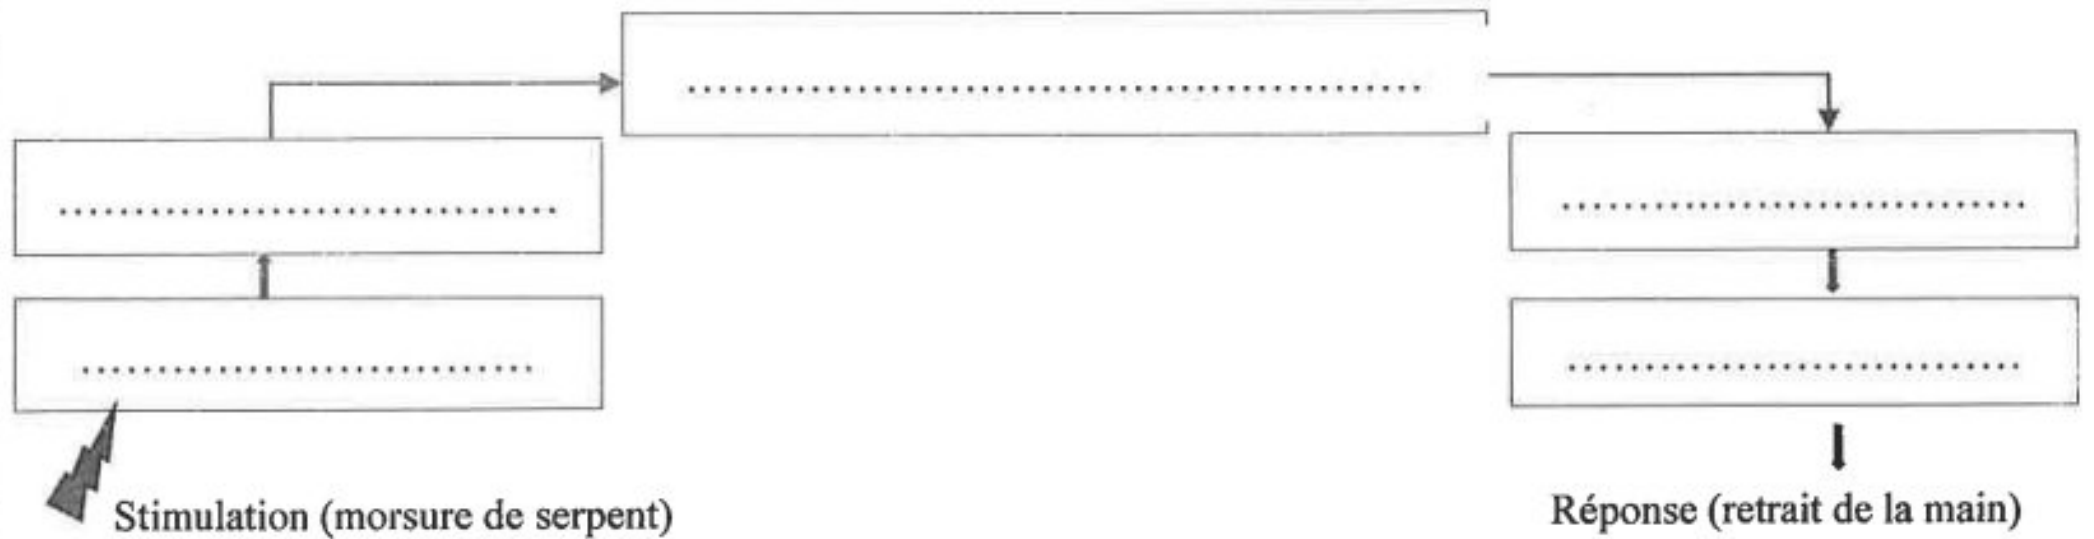 Stimulation (morsure de serpent)
Réponse (retrait de la main)